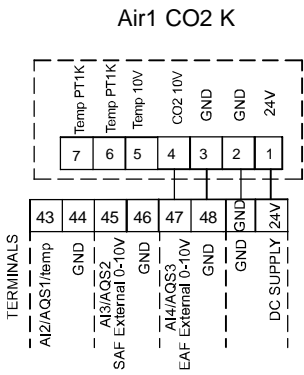 Air1 CO2 K
Temp PT1K
Temp PT1K
Temp 10V
CO2 10V
GND
GND
24V
7 6 5 4 3 2 1
43 44 45 46 47 48 GND 24V
TERMINALS
AI2/AQS1/temp
GND
AI3/AQS2
SAF External 0-10V
GND
AI4/AQS3
EAF External 0-10V
GND
GND
DC SUPPLY